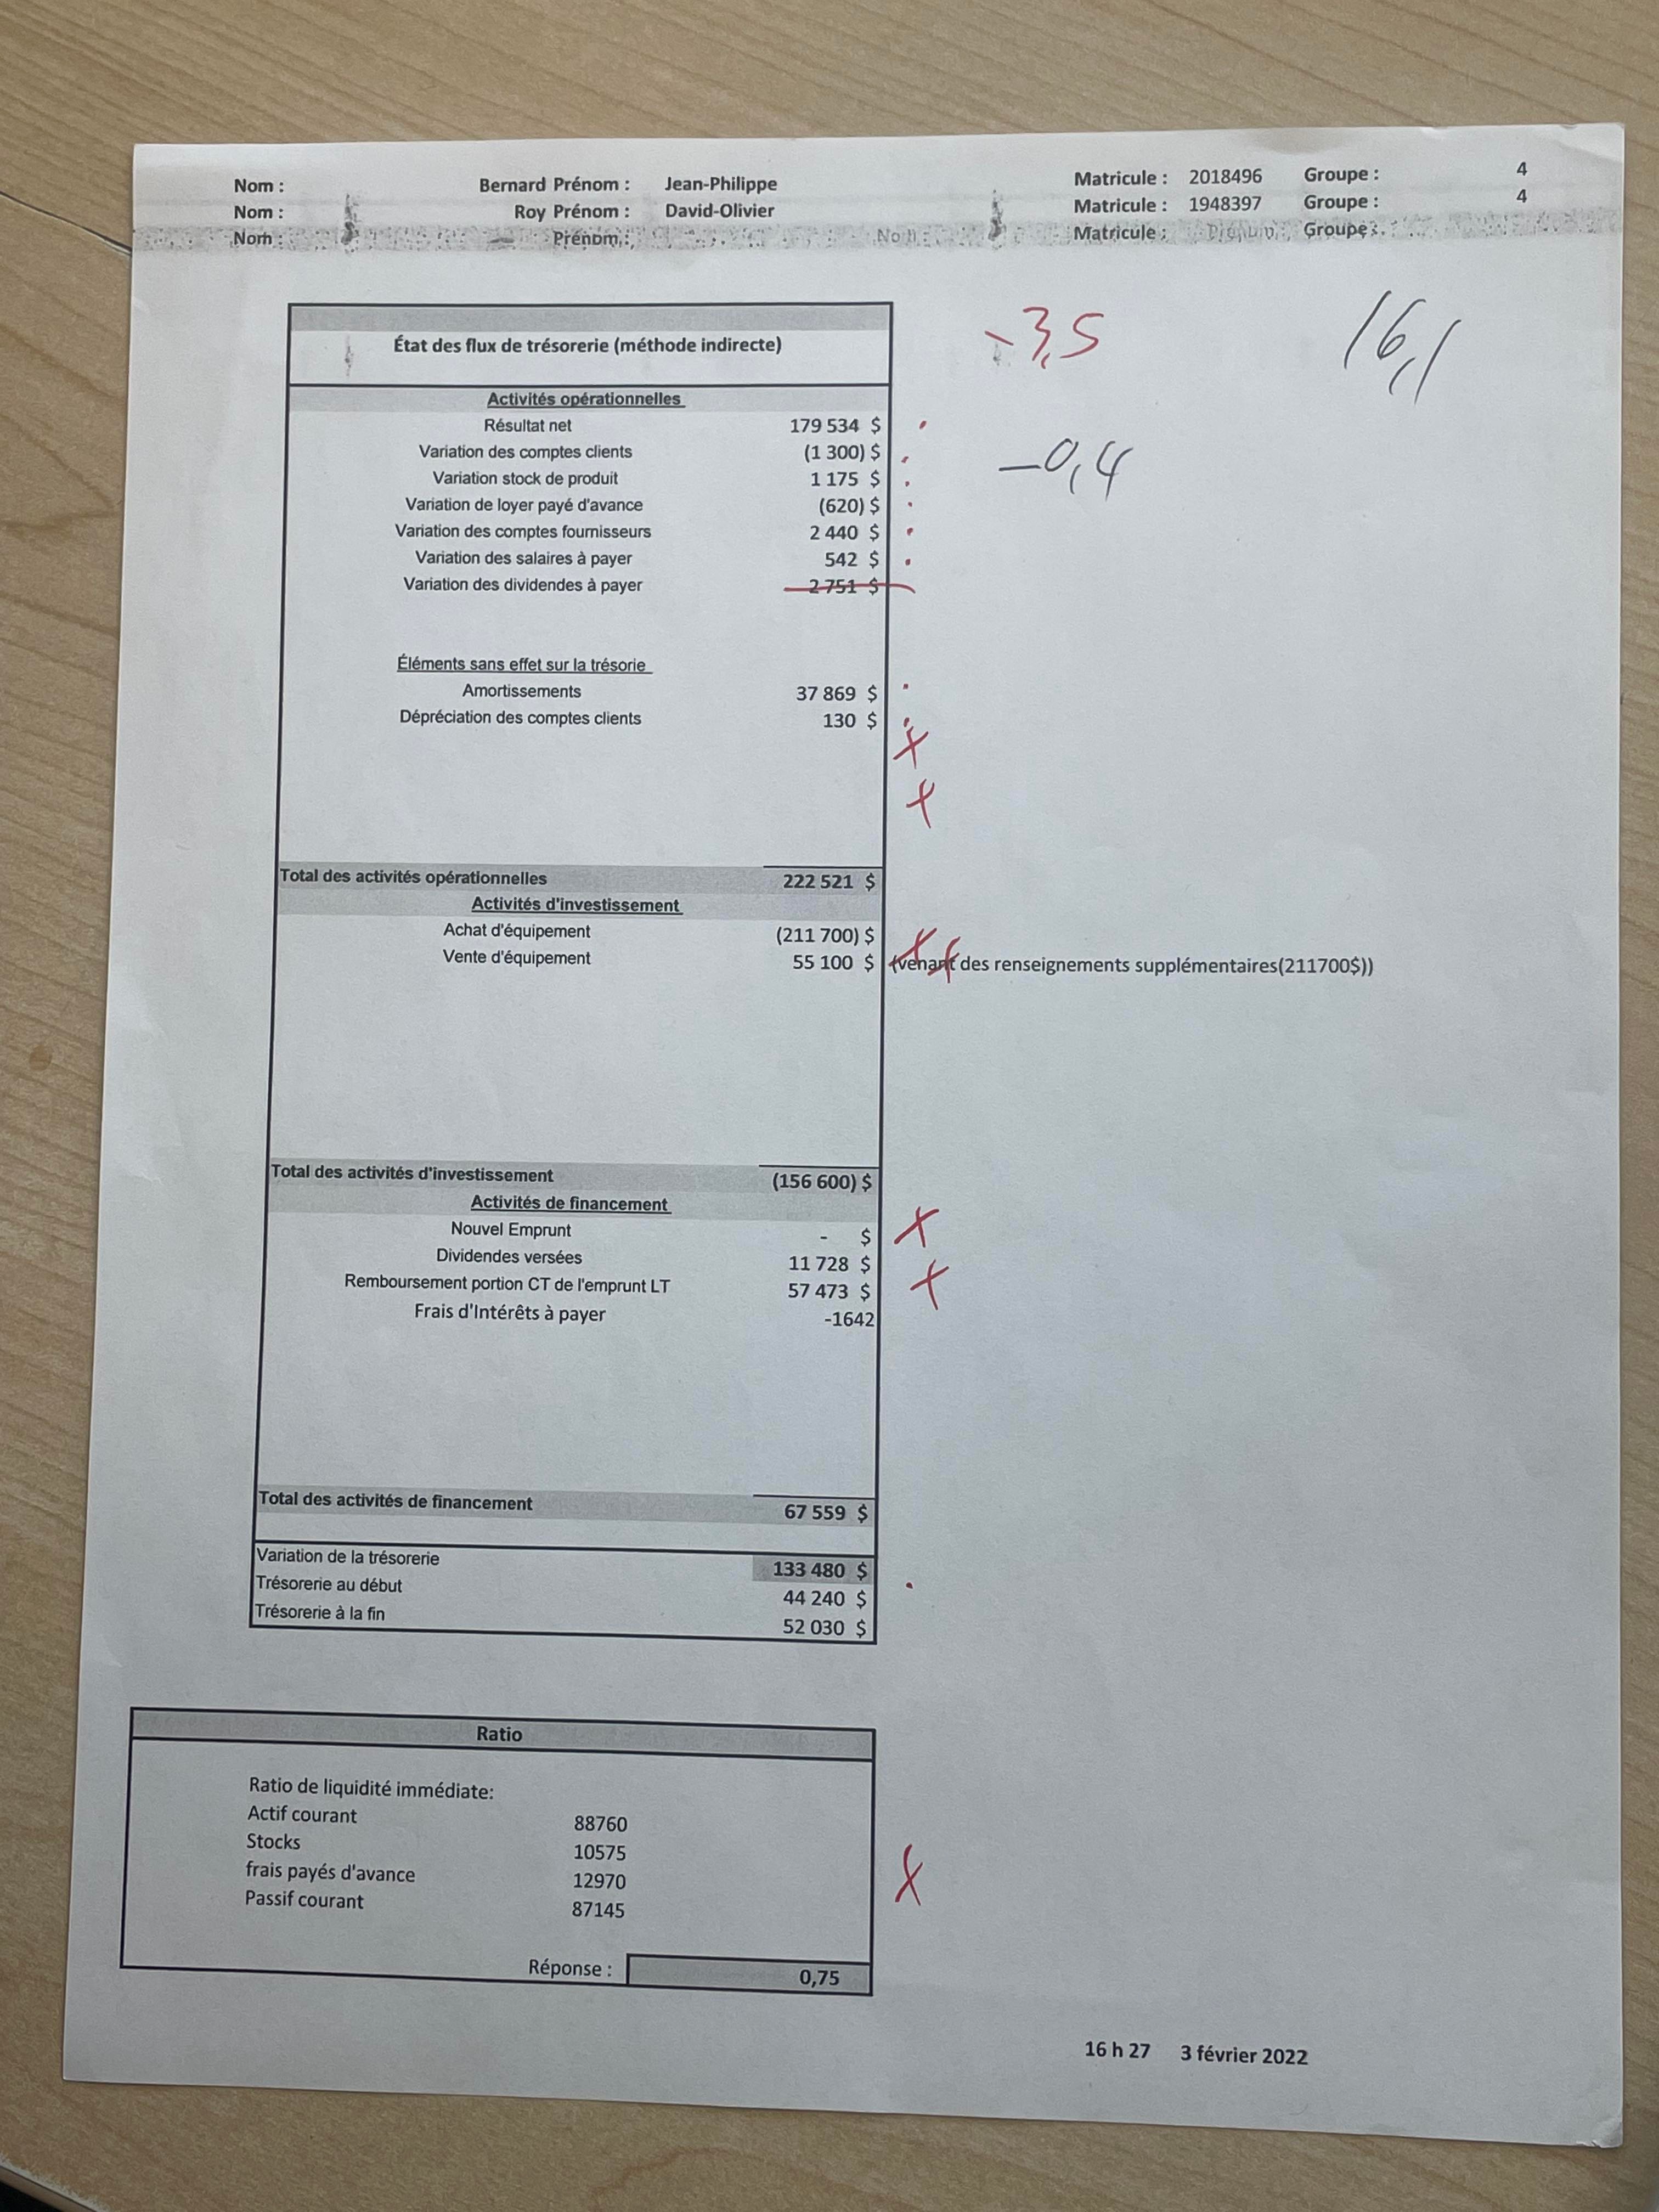 Nom : Bernard Prénom : Jean-Philippe Matricule : 2018496 Groupe : 4
Nom : Roy Prénom : David-Olivier Matricule : 1948397 Groupe : 4
Nom : Prénom : Matricule : Groupe :
-3,5 16,1
État des flux de trésorerie (méthode indirecte)
Activités opérationnelles
Résultat net 179 534 $
Variation des comptes clients (1 300) $
-0,4
Variation stock de produit 1 175 $
Variation de loyer payé d'avance (620) $
Variation des comptes fournisseurs 2 440 $
Variation des salaires à payer 542 $
Variation des dividendes à payer 2 751 $
Éléments sans effet sur la trésorie
Amortissements 37 869 $
Dépréciation des comptes clients 130 $
Total des activités opérationnelles 222 521 $
Activités d'investissement
Achat d'équipement (211 700) $
Vente d'équipement 55 100 $ (venant des renseignements supplémentaires(211700$))
Total des activités d'investissement (156 600) $
Activités de financement
Nouvel Emprunt - $
Dividendes versées 11 728 $
Remboursement portion CT de l'emprunt LT 57 473 $
Frais d'Intérêts à payer -1642
Total des activités de financement 67 559 $
Variation de la trésorerie 133 480 $
Trésorerie au début 44 240 $
Trésorerie à la fin 52 030 $
Ratio
Ratio de liquidité immédiate:
Actif courant 88760
Stocks 10575
frais payés d'avance 12970
Passif courant 87145
Réponse : 0,75
16 h 27 3 février 2022